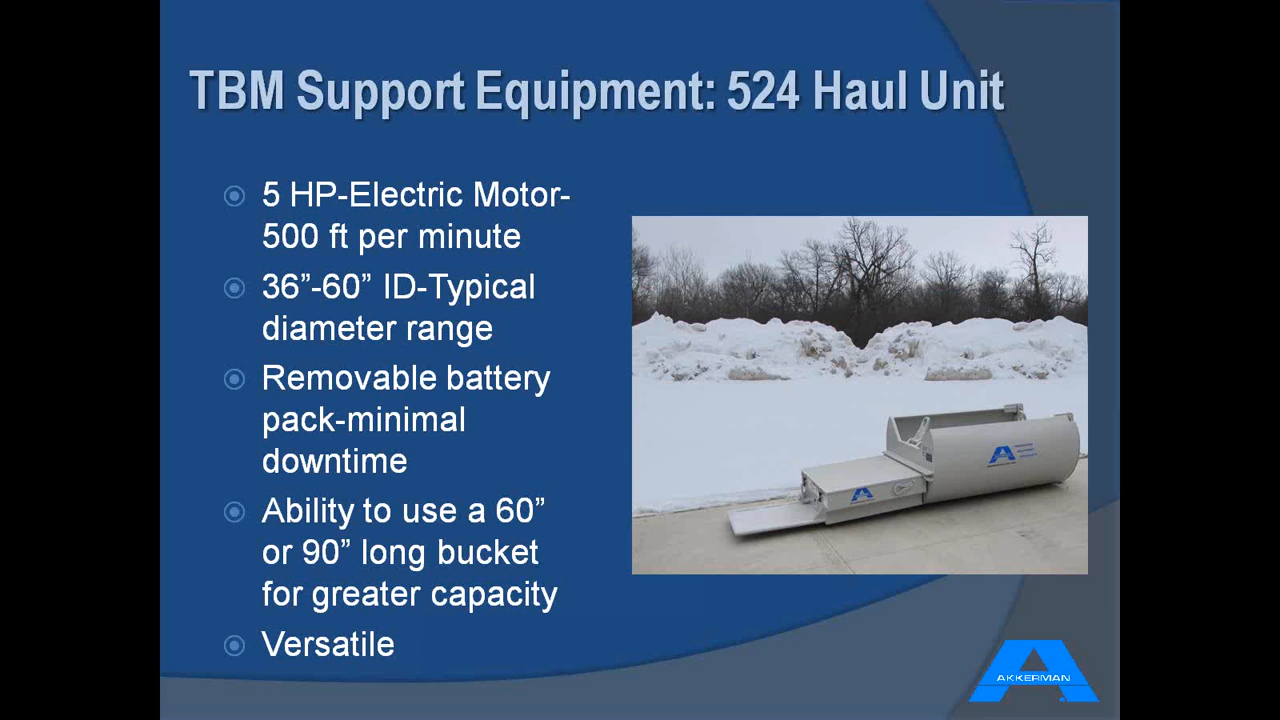 TBM Support Equipment: 524 Haul Unit
5 HP-Electric Motor-
500 ft per minute
36”-60” ID-Typical
diameter range
Removable battery
pack-minimal
downtime
Ability to use a 60”
or 90” long bucket
for greater capacity
Versatile
AKKERMAN